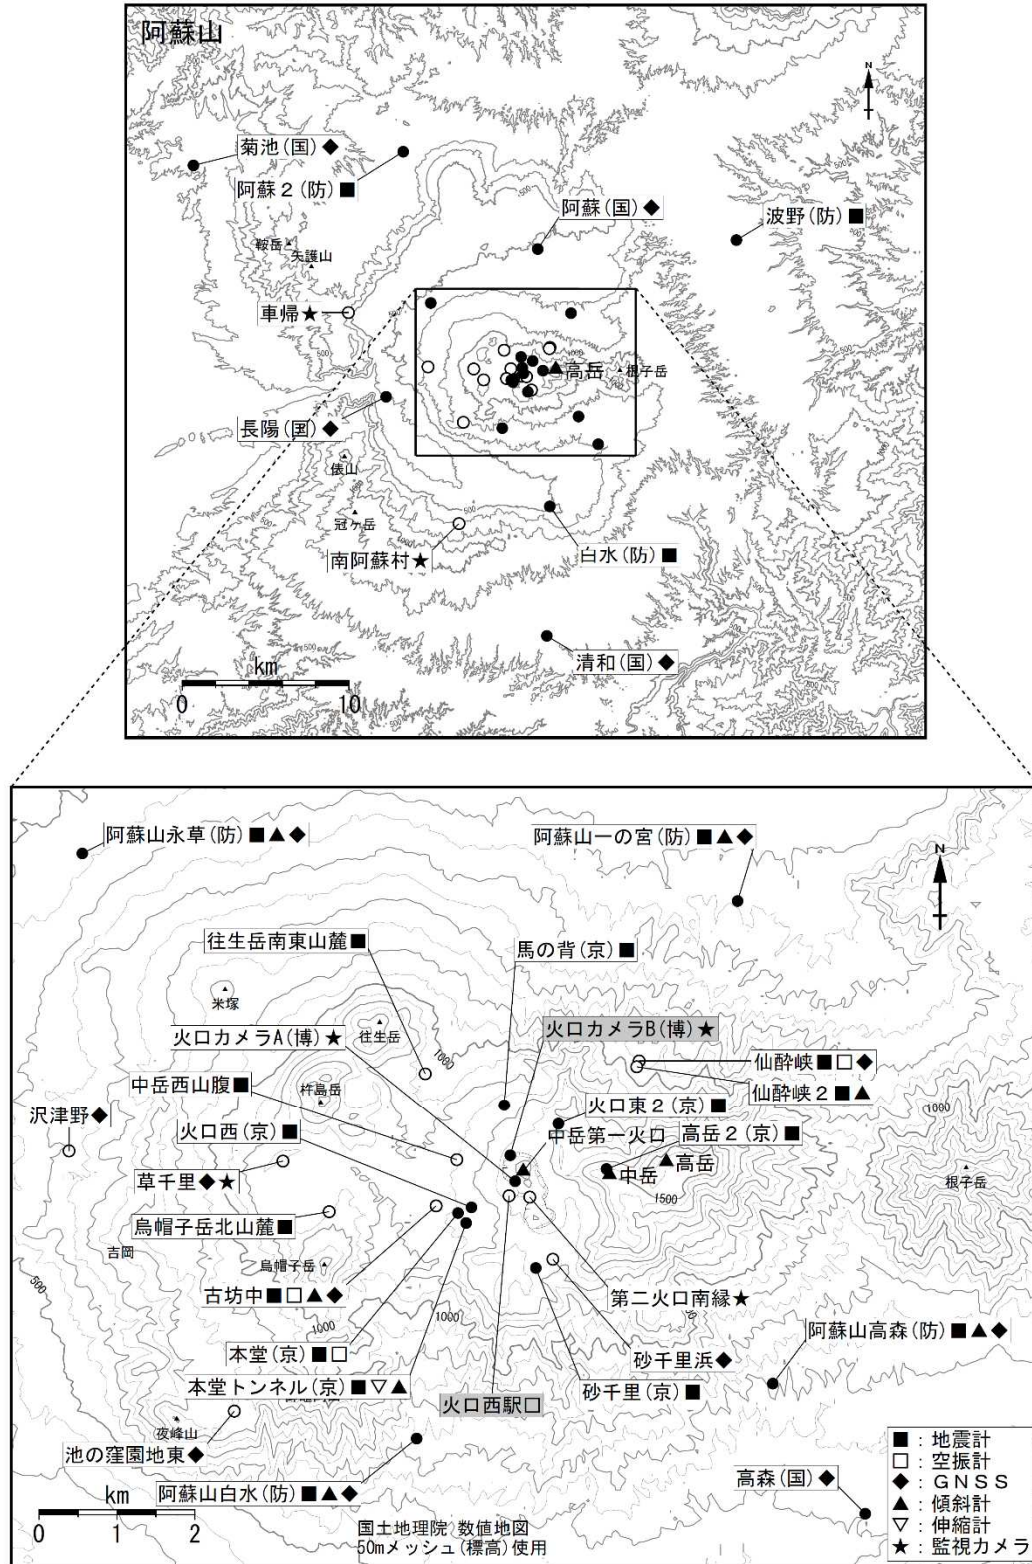 阿蘇山
N
菊池(国)◆
阿蘇2(防)■
阿蘇(国)◆
波野(防)■
鞍岳
矢護山
車帰★
500
500
500
500
高岳
根子岳
1000
長陽(国)◆
俵山
冠ヶ岳
500
1000
南阿蘇村★
白水(防)■
清和(国)◆
km
0 10
阿蘇山永草(防)■▲◆
阿蘇山一の宮(防)■▲◆
N
往生岳南東山麓■
馬の背(京)■
米塚
火口カメラA(博)★
往生岳
火口カメラB(博)★
1000
仙酔峡■□◆
中岳西山腹■
仙酔峡2■▲
杵島岳
沢津野◆
火口東2(京)■
1000
火口西(京)■
中岳第一火口
高岳2(京)■
草千里◆★
中岳
高岳
根子岳
1500
烏帽子岳北山麓■
吉岡
烏帽子岳
500
古坊中■□▲◆
第二火口南縁★
1000
1000
阿蘇山高森(防)■▲◆
本堂(京)■□
砂千里浜◆
本堂トンネル(京)■▽▲
火口西駅□
砂千里(京)■
夜峰山
池の窪園地東◆
■：地震計
□：空振計
◆：GNSS
▲：傾斜計
▽：伸縮計
★：監視カメラ
高森(国)◆
阿蘇山白水(防)■▲◆
km
0 1 2
国土地理院 数値地図
50mメッシュ(標高)使用